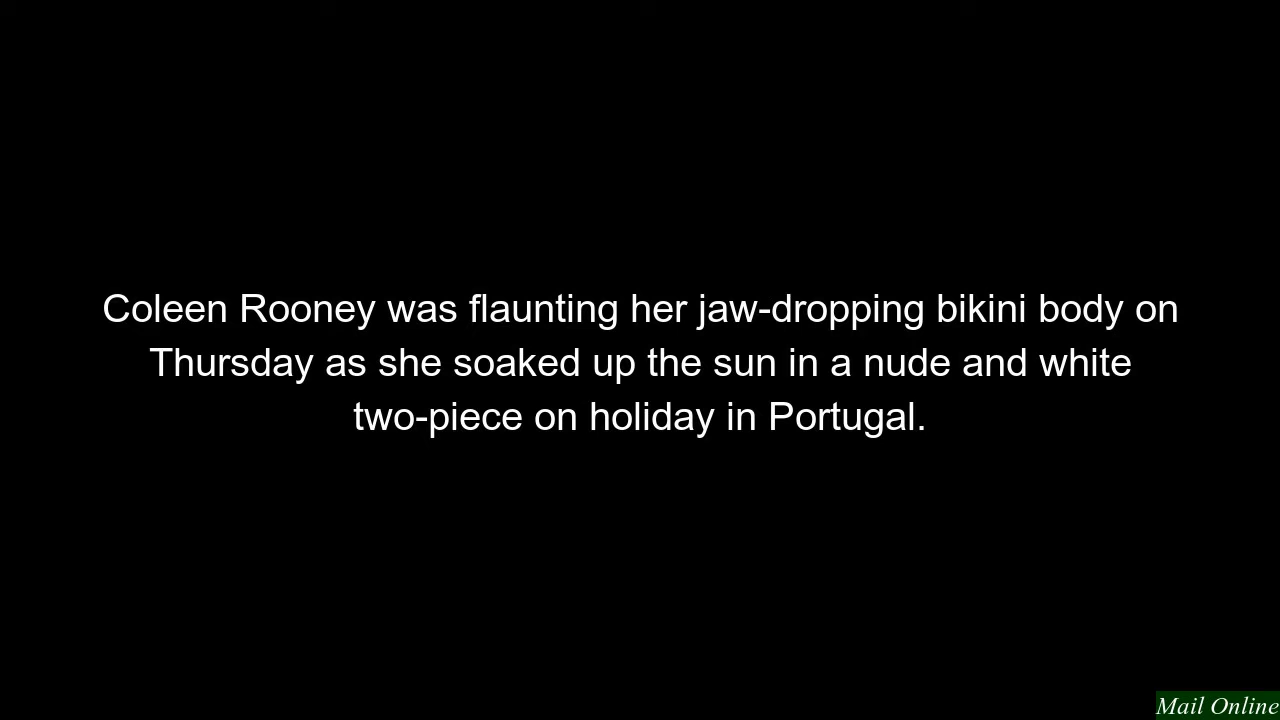 Coleen Rooney was flaunting her jaw-dropping bikini body on
Thursday as she soaked up the sun in a nude and white
two-piece on holiday in Portugal.
Mail Online